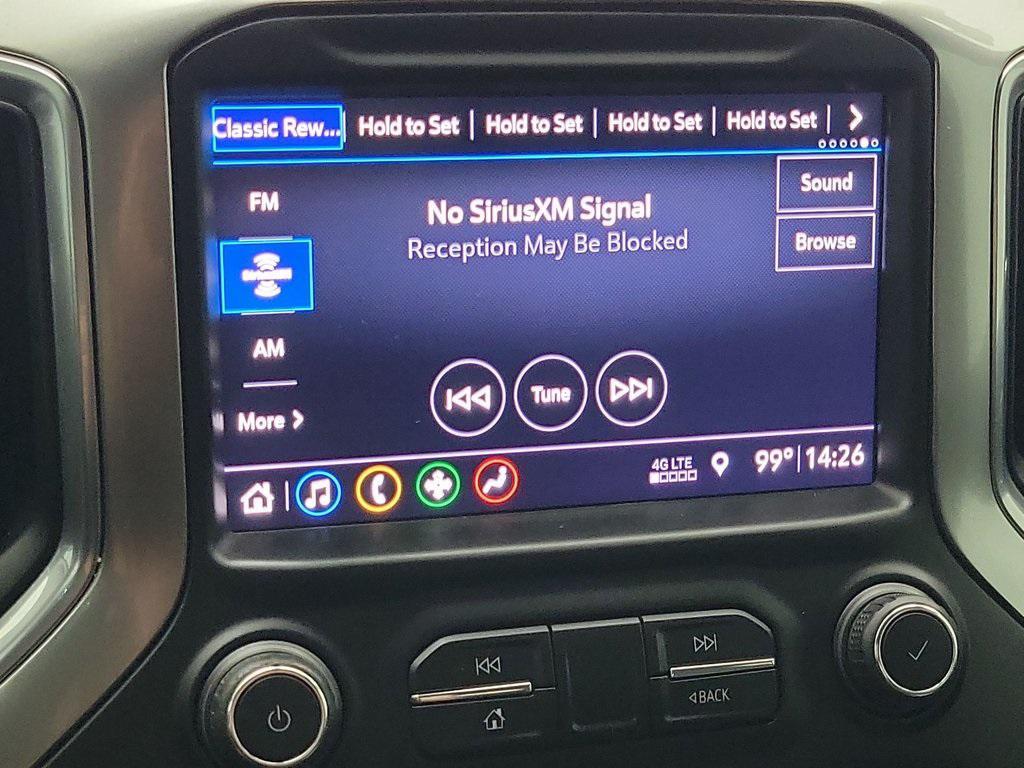 Classic Rew... Hold to Set Hold to Set Hold to Set Hold to Set
FM
No SiriusXM Signal
Sound
Reception May Be Blocked
Browse
SiriusXM
AM
Tune
More
4G LTE
99° 14:26
BACK